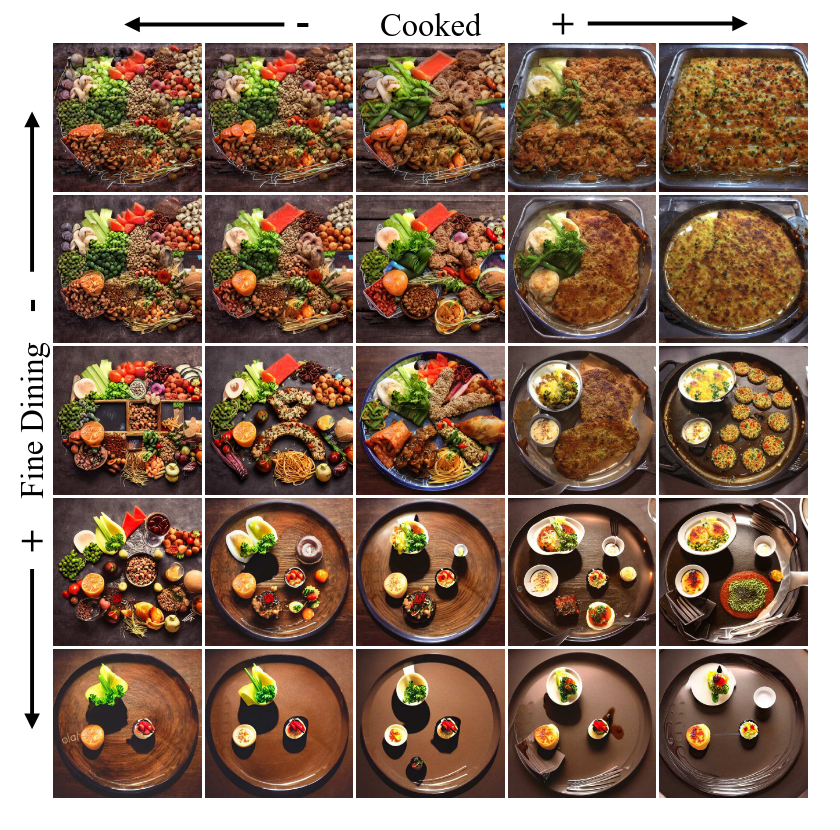 - Cooked +
- Fine Dining +